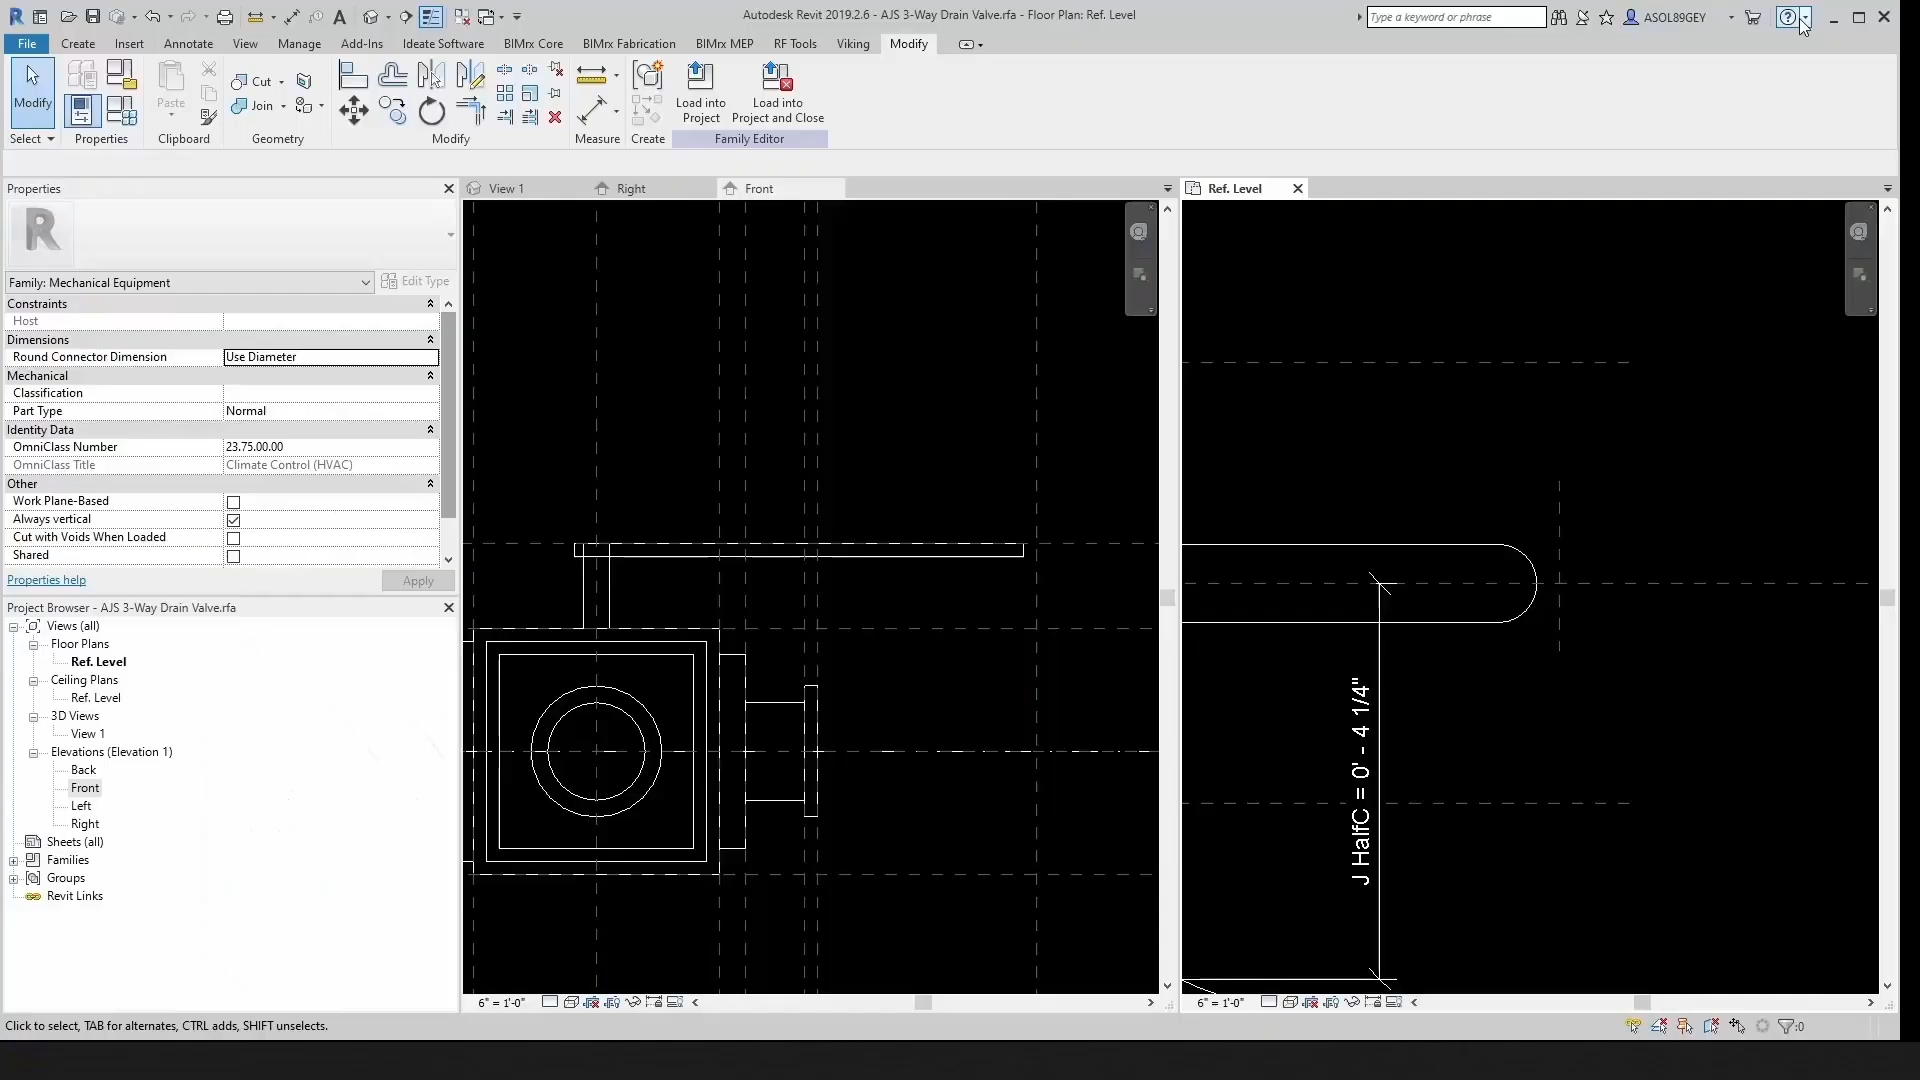 Autodesk Revit 2019.2.6 - AJS 3-Way Drain Valve.rfa - Floor Plan: Ref. Level
Type a keyword or phrase
ASOL89GEY
File Create Insert Annotate View Manage Add-Ins Ideate Software BIMrx Core BIMrx Fabrication BIMrx MEP RF Tools Viking Modify
Modify
Paste
Cut
Join
Load into Project
Load into Project and Close
Select Properties Clipboard Geometry Modify Measure Create Family Editor
Properties
View 1
Right
Front
Ref. Level
R
Family: Mechanical Equipment
Edit Type
Constraints
Host
Dimensions
Round Connector Dimension Use Diameter
Mechanical
Classification
Part Type Normal
Identity Data
OmniClass Number 23.75.00.00
OmniClass Title Climate Control (HVAC)
Other
Work Plane-Based
Always vertical
Cut with Voids When Loaded
Shared
Properties help
Apply
Project Browser - AJS 3-Way Drain Valve.rfa
Views (all)
Floor Plans
Ref. Level
Ceiling Plans
Ref. Level
3D Views
View 1
Elevations (Elevation 1)
Back
Front
Left
Right
Sheets (all)
Families
Groups
Revit Links
J HalfC = 0' - 4 1/4"
6" = 1'-0"
6" = 1'-0"
Click to select, TAB for alternates, CTRL adds, SHIFT unselects.
:0